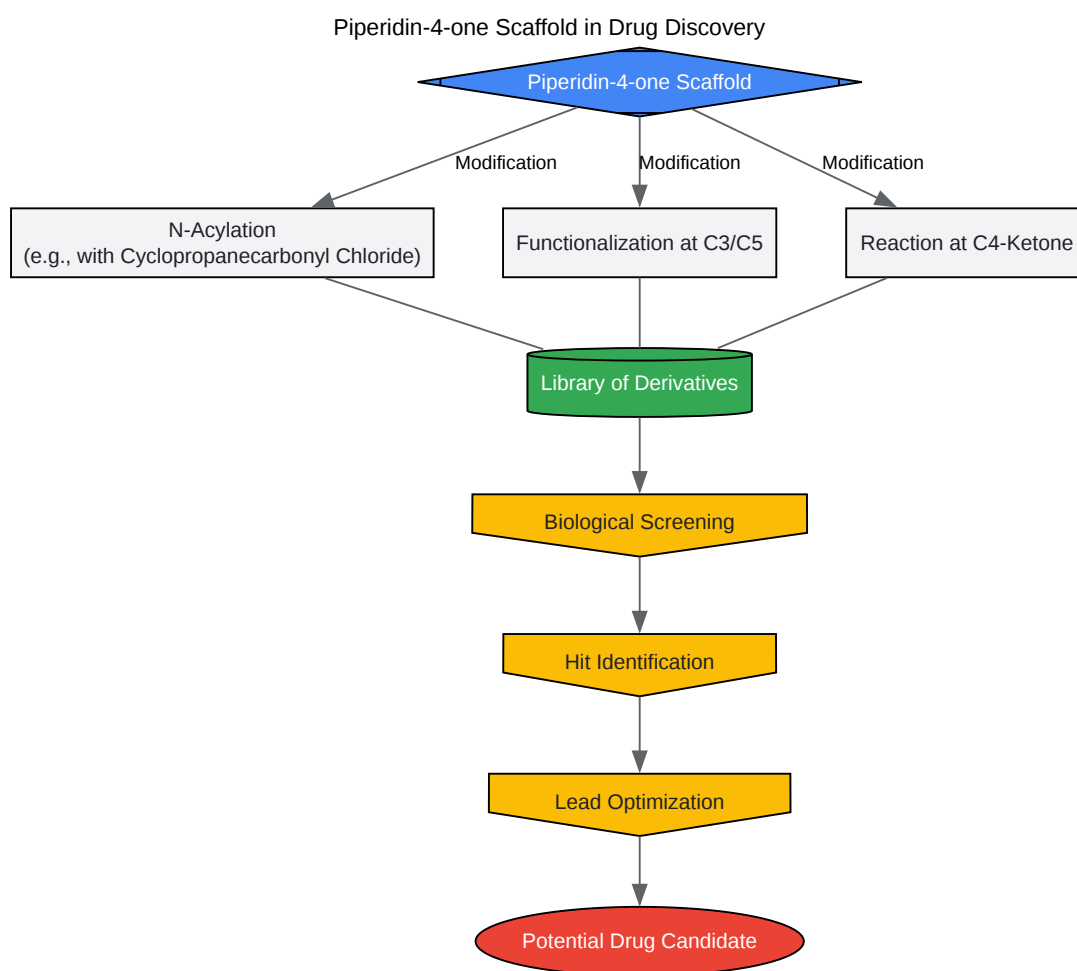 Piperidin-4-one Scaffold in Drug Discovery
Piperidin-4-one Scaffold
Modification
Modification
Modification
N-Acylation
(e.g., with Cyclopropanecarbonyl Chloride)
Functionalization at C3/C5
Reaction at C4-Ketone
Library of Derivatives
Biological Screening
Hit Identification
Lead Optimization
Potential Drug Candidate